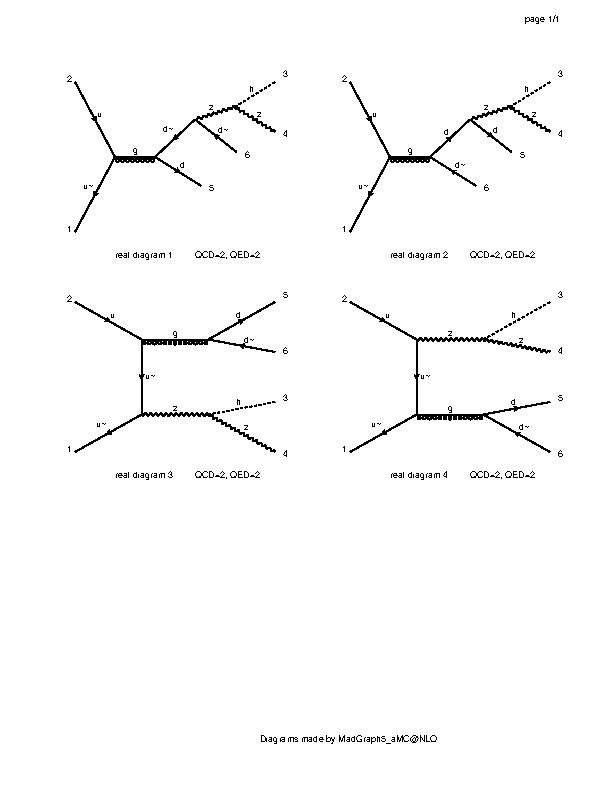 page 1/1
2
u
u~
1
g
d~
d
5
z
d~
6
h
3
z
4
real diagram 1 QCD=2, QED=2
2
u
u~
1
g
d
d~
6
z
d
5
h
3
z
4
real diagram 2 QCD=2, QED=2
2
u
g
d
5
d~
6
u~
u~
1
z
h
3
z
4
real diagram 3 QCD=2, QED=2
2
u
z
h
3
z
4
u~
u~
1
g
d
5
d~
6
real diagram 4 QCD=2, QED=2
Diagrams made by MadGraph5_aMC@NLO